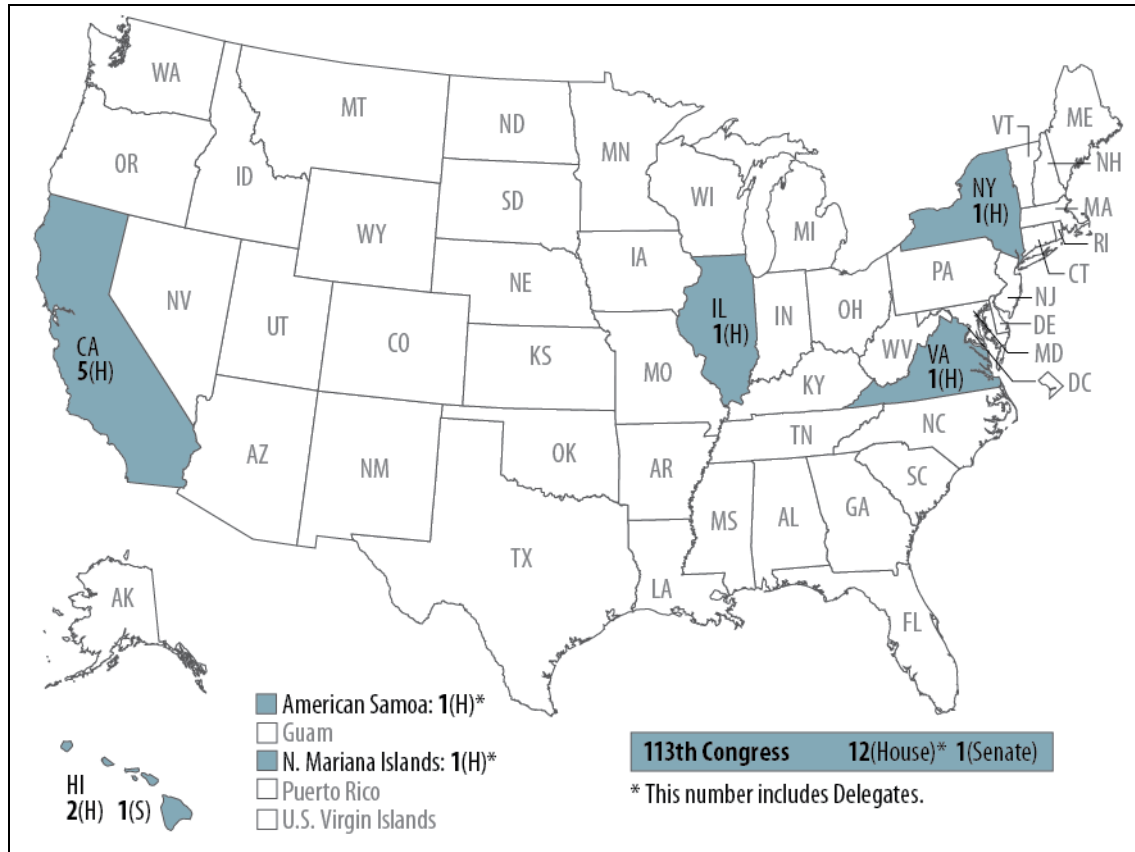 WA
MT
ND
MN
VT
ME
OR
ID
SD
WI
NY
1(H)
NH
MA
WY
MI
RI
IA
CT
NE
PA
NV
IL
1(H)
IN
OH
NJ
UT
CO
DE
CA
5(H)
KS
MO
WV
VA
1(H)
MD
KY
DC
NC
TN
AZ
NM
OK
AR
SC
MS
AL
GA
TX
LA
AK
FL
American Samoa: 1(H)*
Guam
N. Mariana Islands: 1(H)*
Puerto Rico
U.S. Virgin Islands
HI
2(H) 1(S)
113th Congress 12(House)* 1(Senate)
* This number includes Delegates.